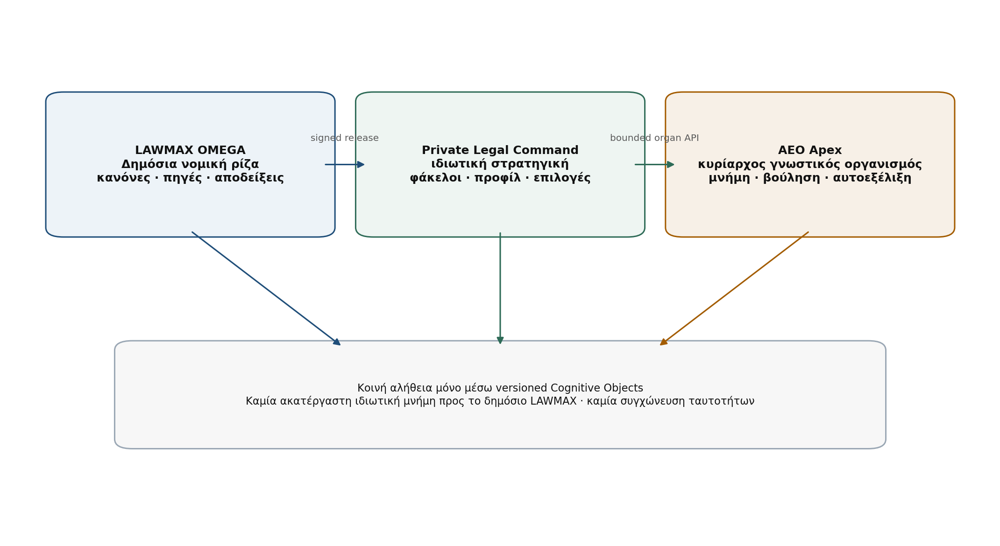 signed release
bounded organ API
LAWMAX OMEGA
Δημόσια νομική ρίζα
κανόνες · πηγές · αποδείξεις
Private Legal Command
ιδιωτική στρατηγική
φάκελοι · προφίλ · επιλογές
AEO Apex
κυρίαρχος γνωστικός οργανισμός
μνήμη · βούληση · αυτοεξέλιξη
Κοινή αλήθεια μόνο μέσω versioned Cognitive Objects
Καμία ακατέργαστη ιδιωτική μνήμη προς το δημόσιο LAWMAX · καμία συγχώνευση ταυτοτήτων